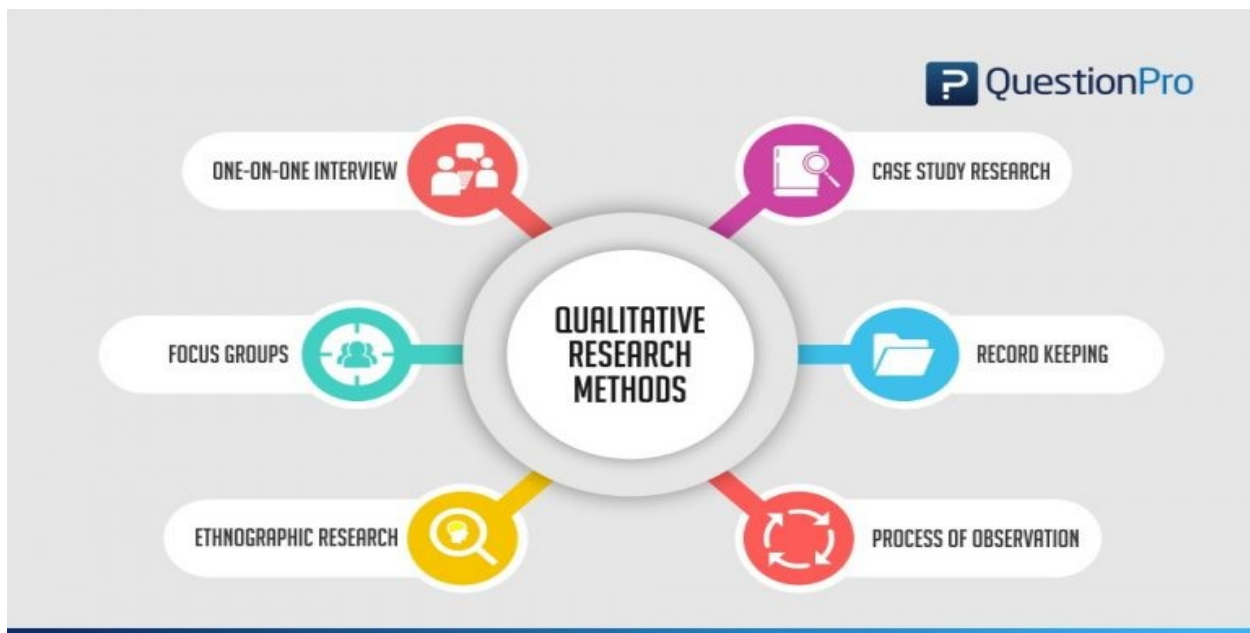 QuestionPro
ONE-ON-ONE INTERVIEW
CASE STUDY RESEARCH
FOCUS GROUPS
QUALITATIVE
RESEARCH
METHODS
RECORD KEEPING
ETHNOGRAPHIC RESEARCH
PROCESS OF OBSERVATION